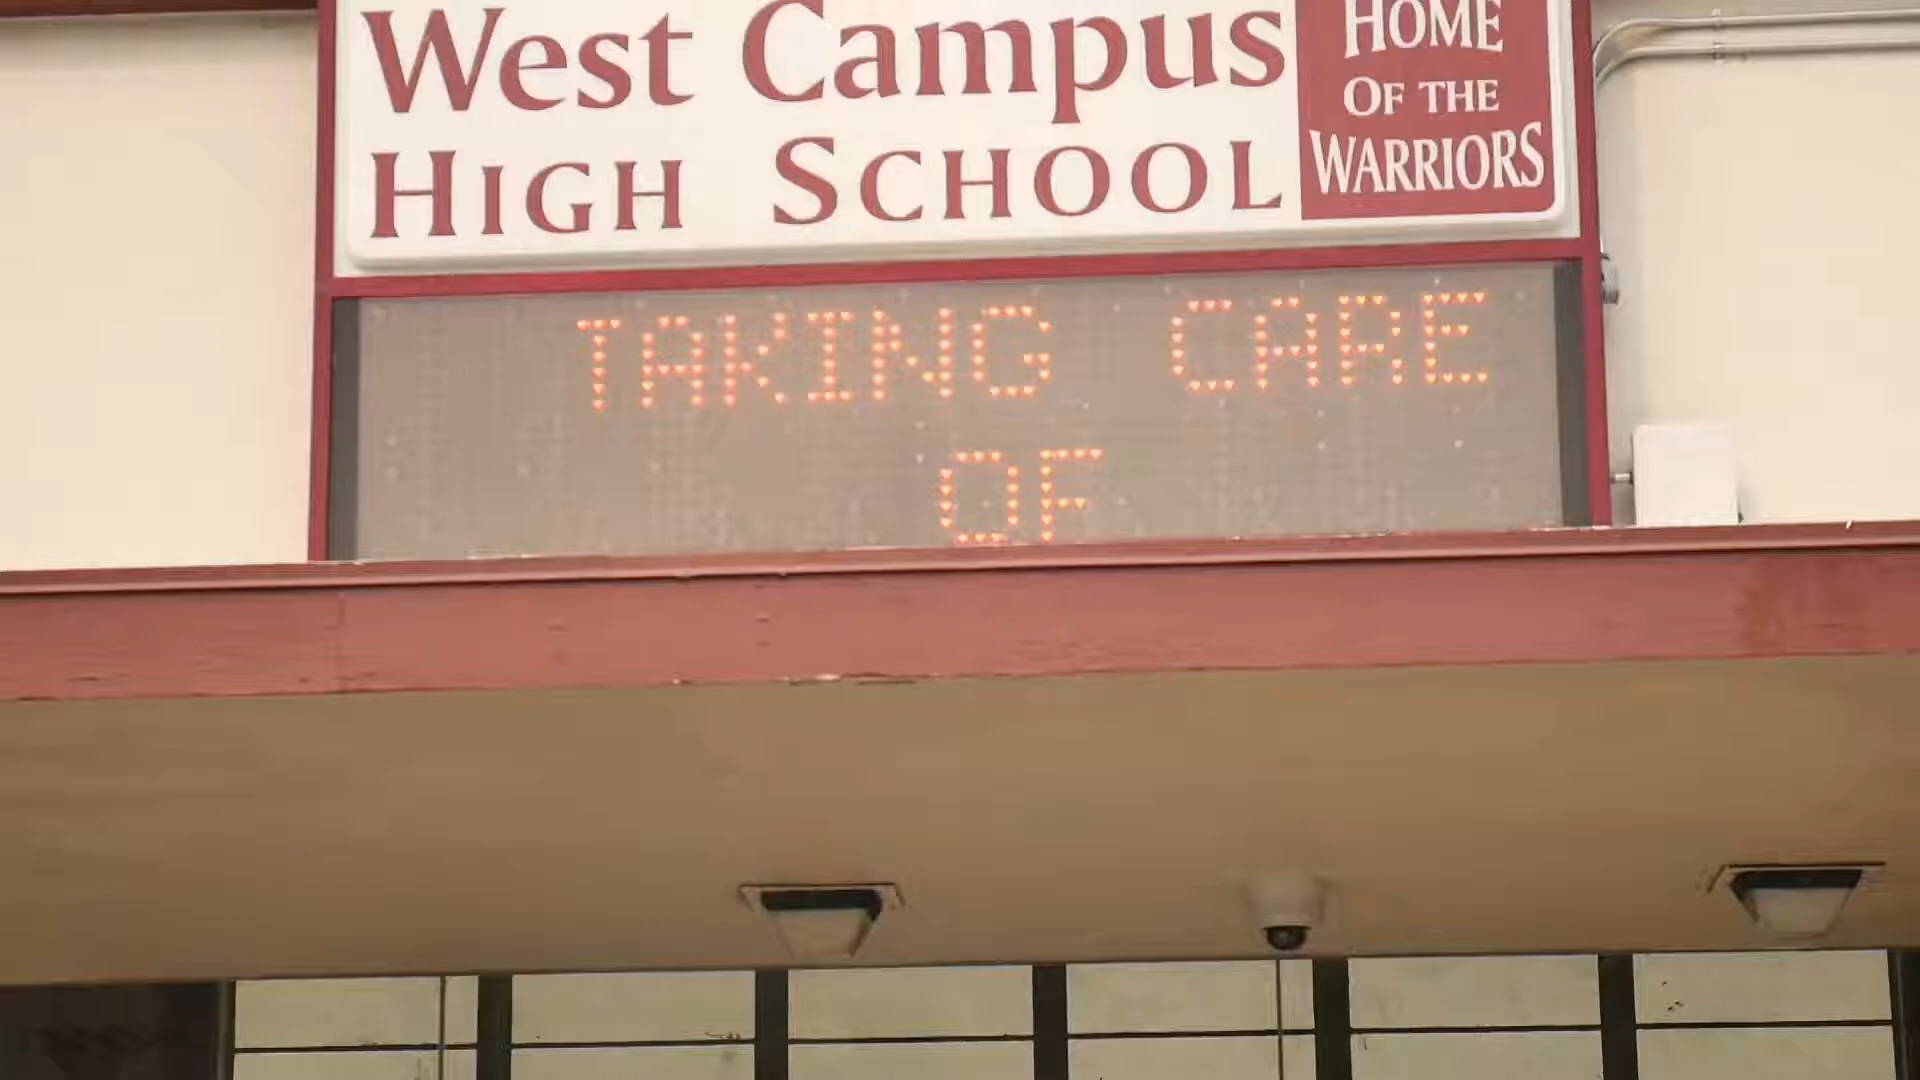 West Campus
HIGH SCHOOL
HOME
OF THE
WARRIORS
TAKING CARE
OF